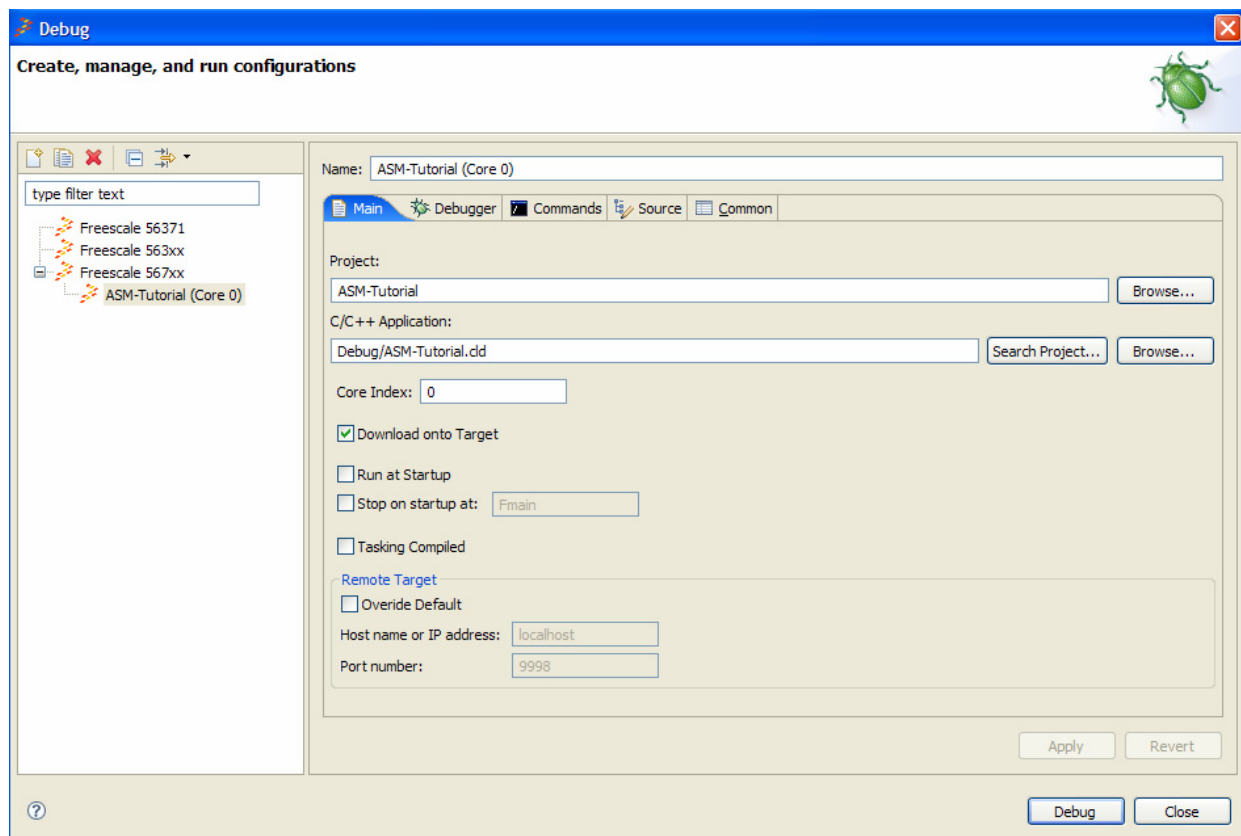 Debug
Create, manage, and run configurations
type filter text
Freescale 56371
Freescale 563xx
Freescale 567xx
ASM-Tutorial (Core 0)
Name: ASM-Tutorial (Core 0)
Main Debugger Commands Source Common
Project:
ASM-Tutorial Browse...
C/C++ Application:
Debug/ASM-Tutorial.cld Search Project... Browse...
Core Index: 0
Download onto Target
Run at Startup
Stop on startup at: Fmain
Tasking Compiled
Remote Target
Overide Default
Host name or IP address: localhost
Port number: 9998
Apply Revert
Debug Close